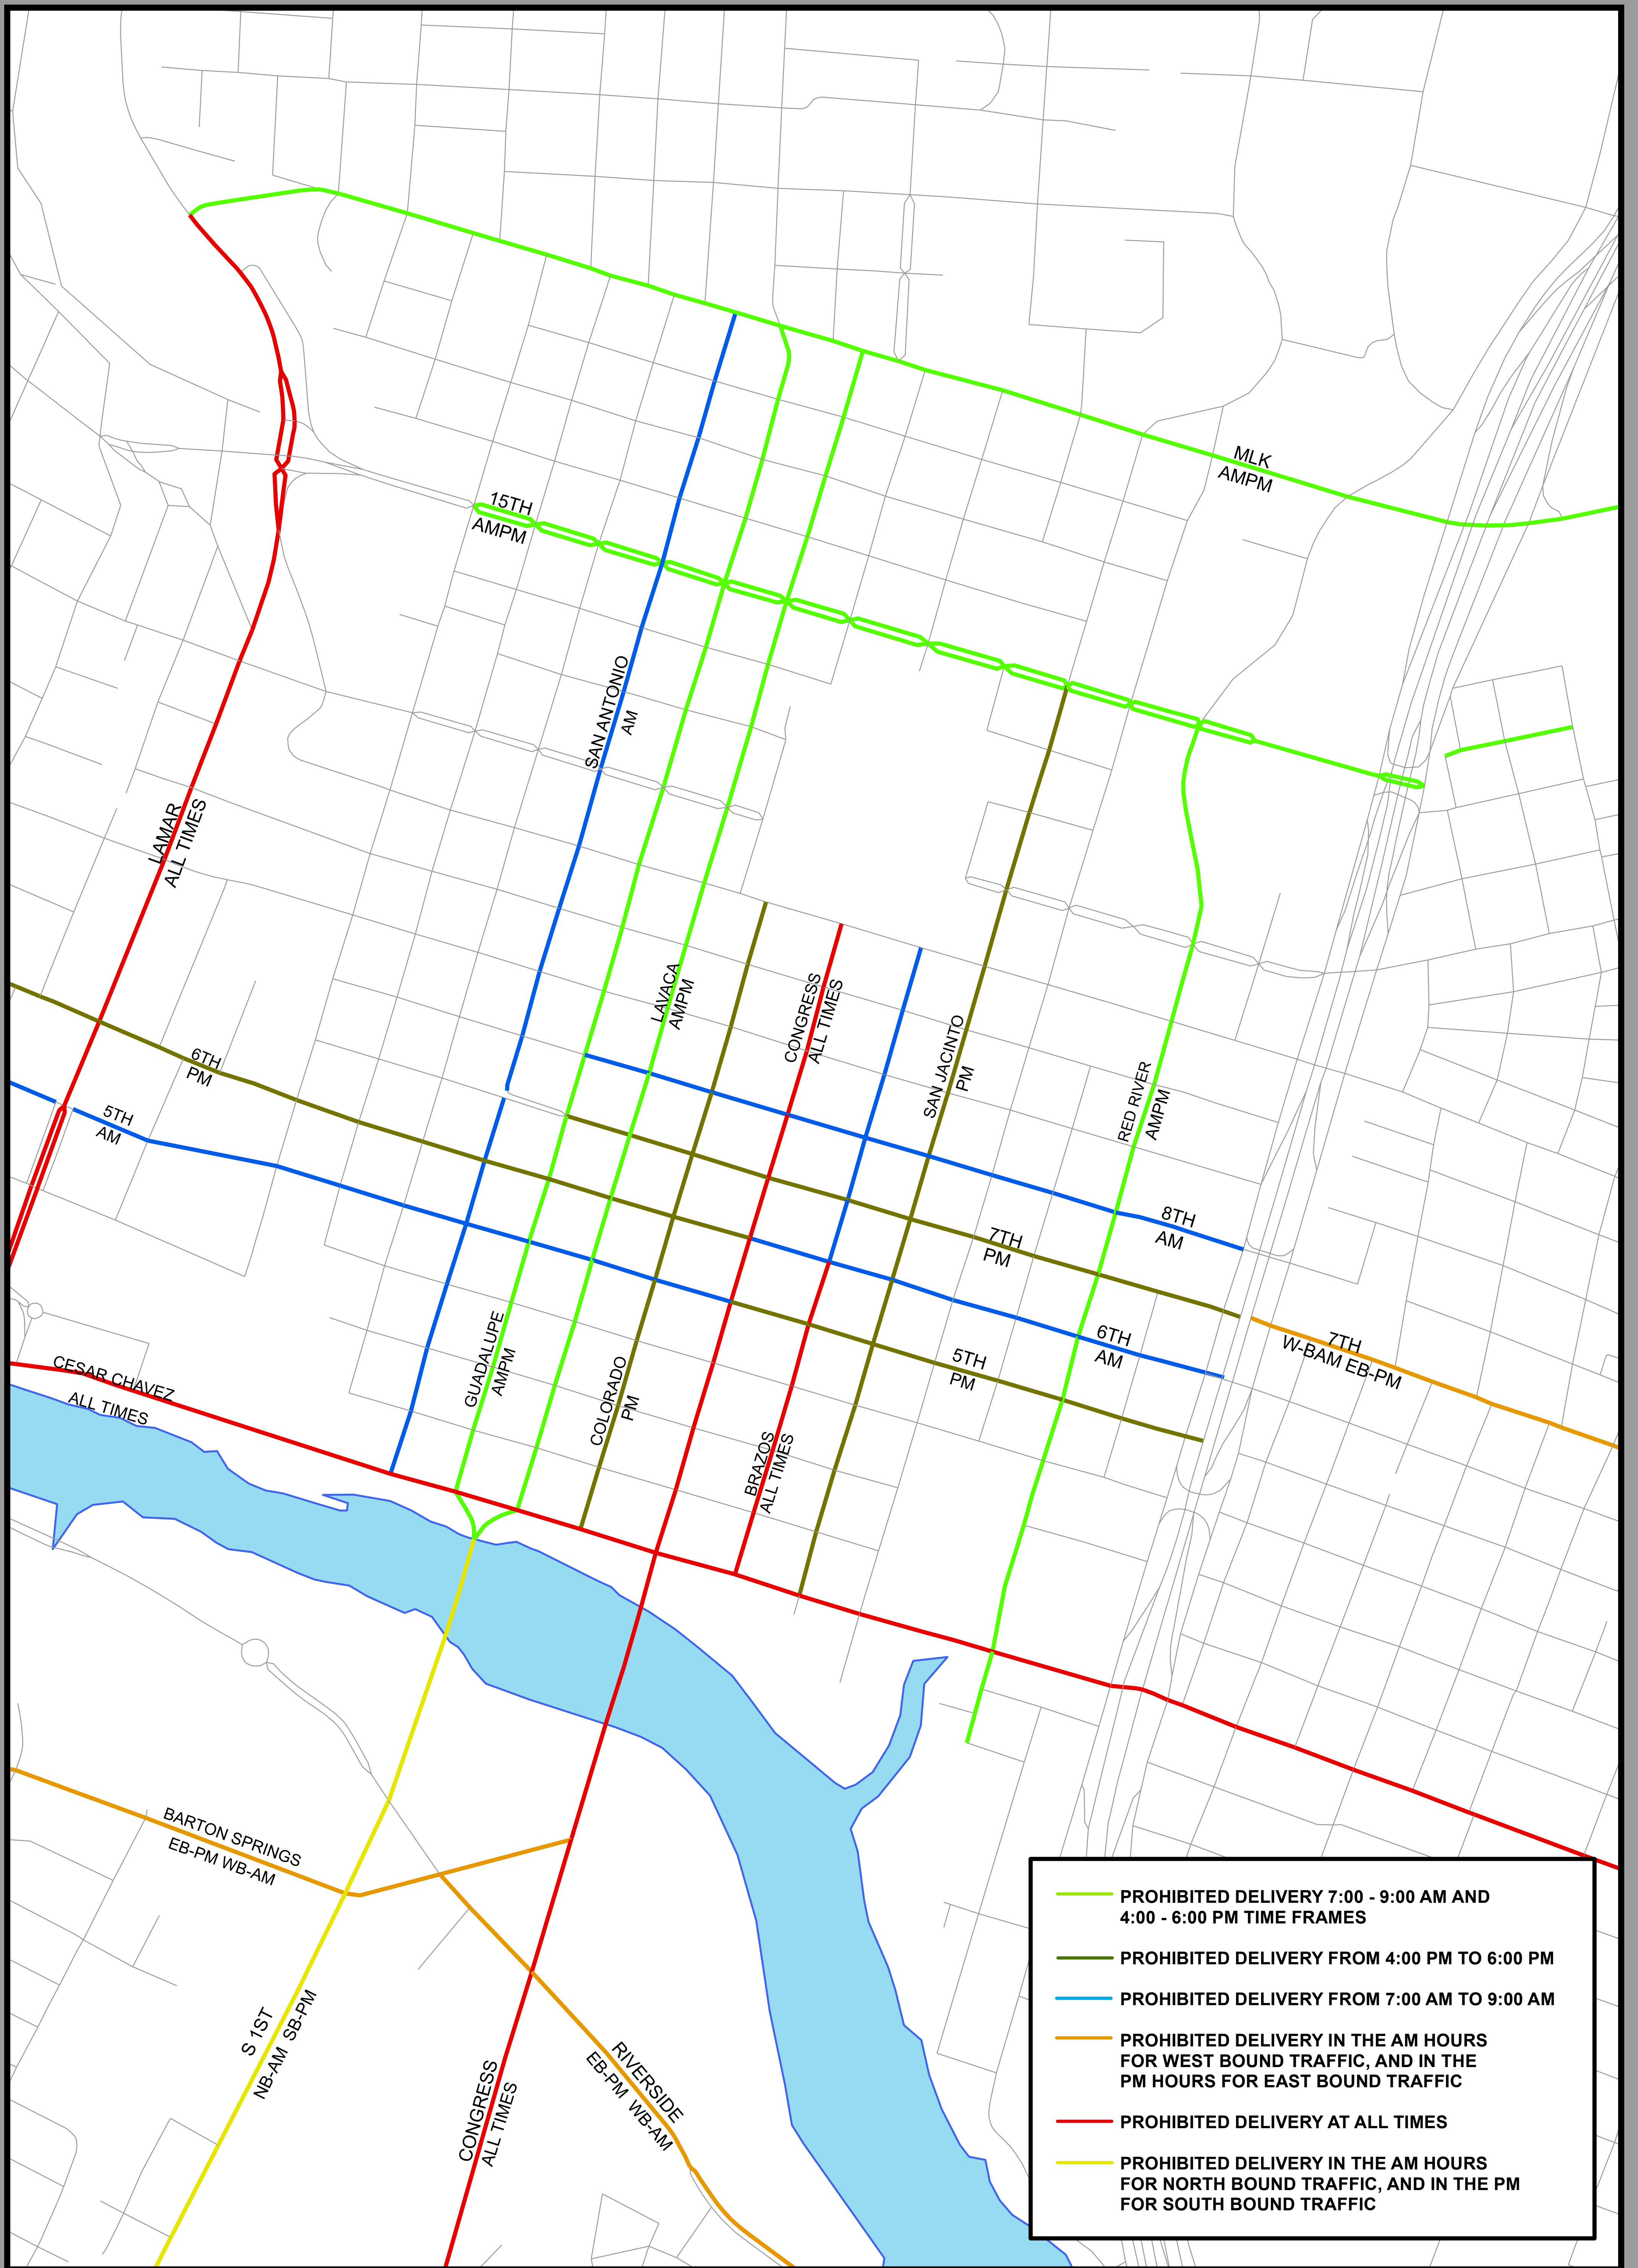 MLK
AMPM
15TH
AMPM
SAN ANTONIO
AM
LAMAR
ALL TIMES
LAVACA
AMPM
CONGRESS
ALL TIMES
SAN JACINTO
PM
RED RIVER
AMPM
6TH
PM
5TH
AM
8TH
AM
7TH
PM
6TH
AM
7TH
W-BAM EB-PM
5TH
PM
GUADALUPE
AMPM
COLORADO
PM
BRAZOS
ALL TIMES
CESAR CHAVEZ
ALL TIMES
BARTON SPRINGS
EB-PM WB-AM
S 1ST
NB-AM SB-PM
CONGRESS
ALL TIMES
RIVERSIDE
EB-PM WB-AM
PROHIBITED DELIVERY 7:00 - 9:00 AM AND
4:00 - 6:00 PM TIME FRAMES
PROHIBITED DELIVERY FROM 4:00 PM TO 6:00 PM
PROHIBITED DELIVERY FROM 7:00 AM TO 9:00 AM
PROHIBITED DELIVERY IN THE AM HOURS
FOR WEST BOUND TRAFFIC, AND IN THE
PM HOURS FOR EAST BOUND TRAFFIC
PROHIBITED DELIVERY AT ALL TIMES
PROHIBITED DELIVERY IN THE AM HOURS
FOR NORTH BOUND TRAFFIC, AND IN THE PM
FOR SOUTH BOUND TRAFFIC